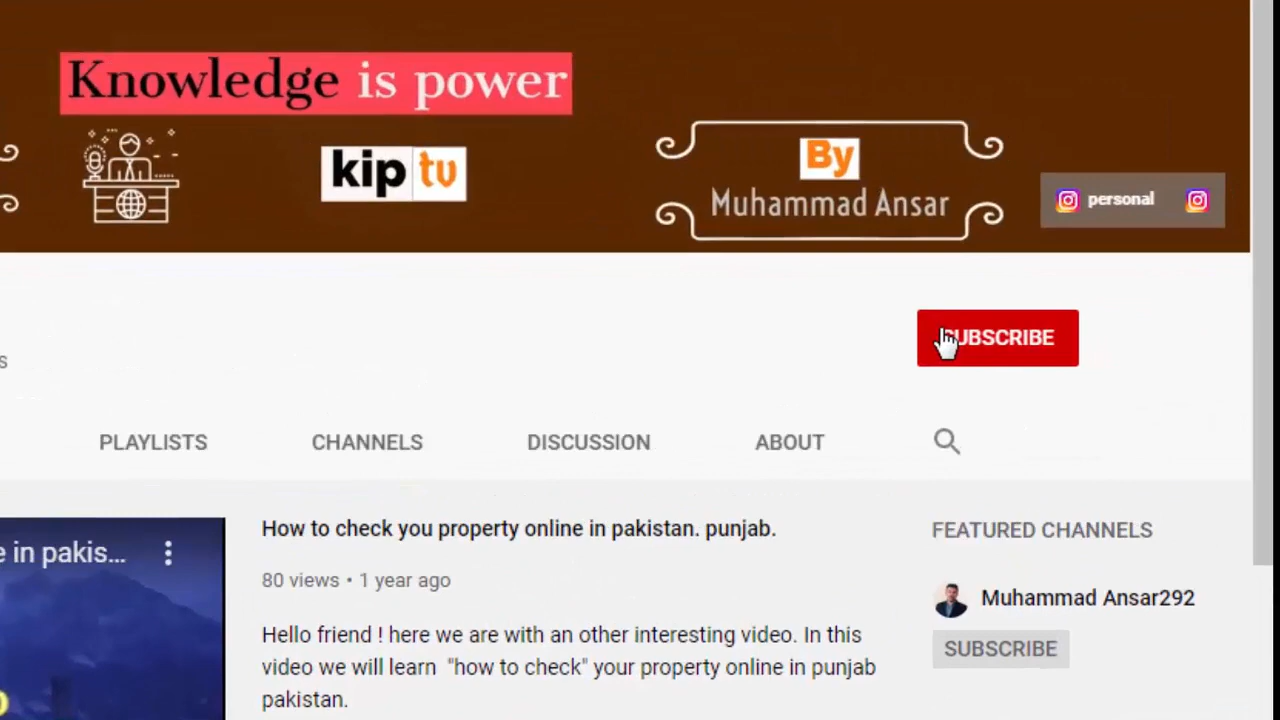 Knowledge is power
kip tv
By
Muhammad Ansar
personal
s
SUBSCRIBE
PLAYLISTS
CHANNELS
DISCUSSION
ABOUT
e in pakis...
How to check you property online in pakistan. punjab.
80 views • 1 year ago
Hello friend ! here we are with an other interesting video. In this
video we will learn "how to check" your property online in punjab
pakistan.
FEATURED CHANNELS
Muhammad Ansar292
SUBSCRIBE